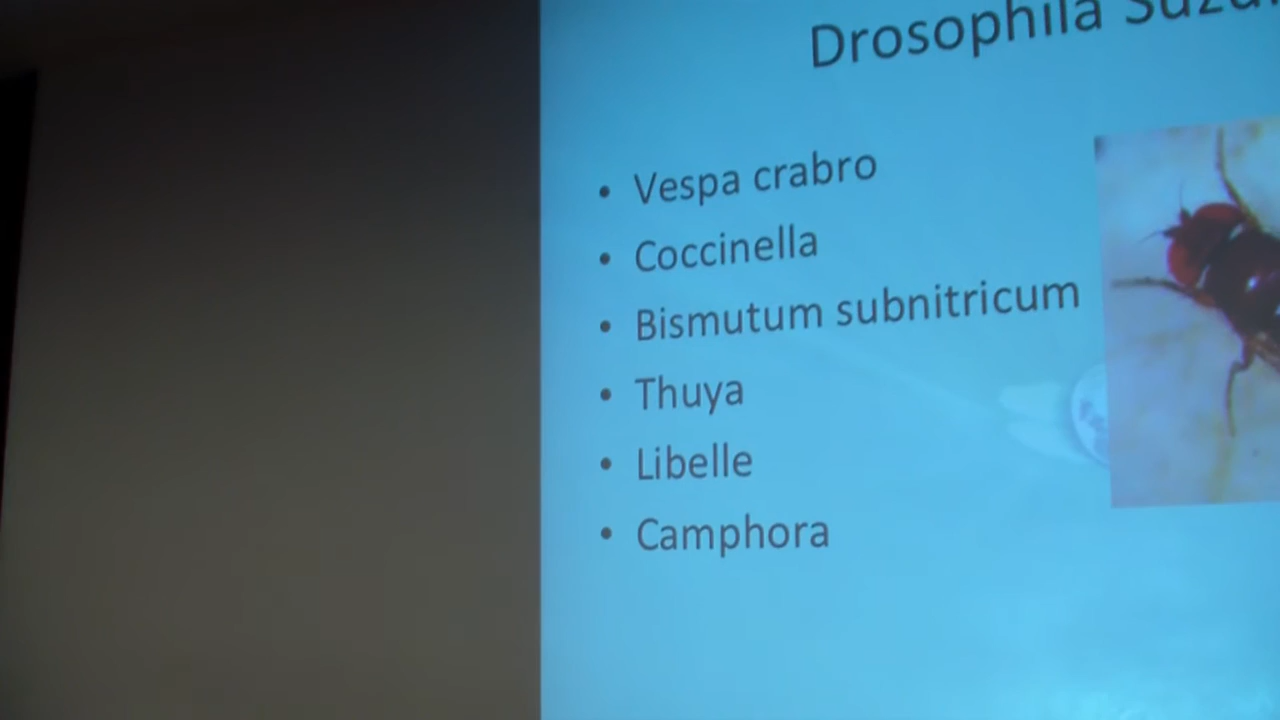 Drosophila
• Vespa crabro
• Coccinella
• Bismutum subnitricum
• Thuya
• Libelle
• Camphora